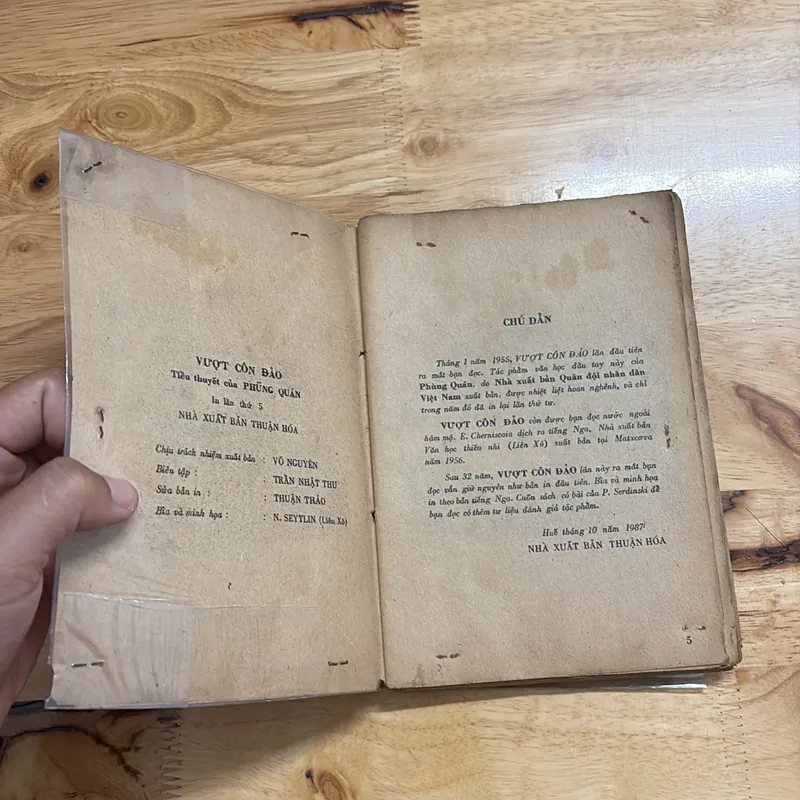 VƯỢT CÔN ĐẢO
Tiểu thuyết của PHÙNG QUÁN
In lần thứ 5
NHÀ XUẤT BẢN THUẬN HÓA
Chịu trách nhiệm xuất bản : VÕ NGUYÊN
Biên tập : TRẦN NHẬT THU
Sửa bản in : THUẬN THẢO
Bìa và minh họa : N. SEYTLIN (Liên Xô)
CHÚ DẪN
Tháng 1 năm 1955, VƯỢT CÔN ĐẢO lần đầu tiên
ra mắt bạn đọc. Tác phẩm văn học đầu tay này của
Phùng Quán, do Nhà xuất bản Quân đội nhân dân
Việt Nam xuất bản, được nhiệt liệt hoan nghênh, và chỉ
trong năm đó đã in lại lần thứ tư.
VƯỢT CÔN ĐẢO còn được bạn đọc nước ngoài
hâm mộ. E. Cherniscaia dịch ra tiếng Nga, Nhà xuất bản
Văn học thiếu nhi (Liên Xô) xuất bản tại Matxcova
năm 1956.
Sau 32 năm, VƯỢT CÔN ĐẢO lần này ra mắt bạn
đọc vẫn giữ nguyên như bản in đầu tiên. Bìa và minh họa
in theo bản tiếng Nga. Cuốn sách có bài của P. Serdinski để
bạn đọc có thêm tư liệu đánh giá tác phẩm.
Huế tháng 10 năm 1987
NHÀ XUẤT BẢN THUẬN HÓA
5